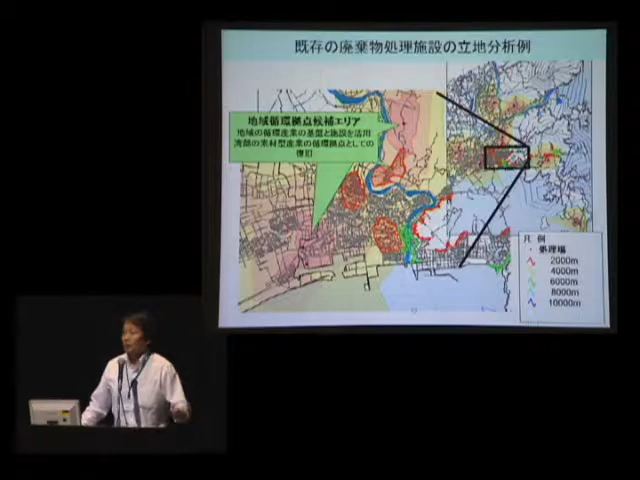 既存の廃棄物処理施設の立地分析例
地域循環拠点候補エリア
地域の循環産業の基盤と施設を活用
湾部の素材型産業の循環拠点としての
復旧
凡 例
処理場
2000m
4000m
6000m
8000m
10000m